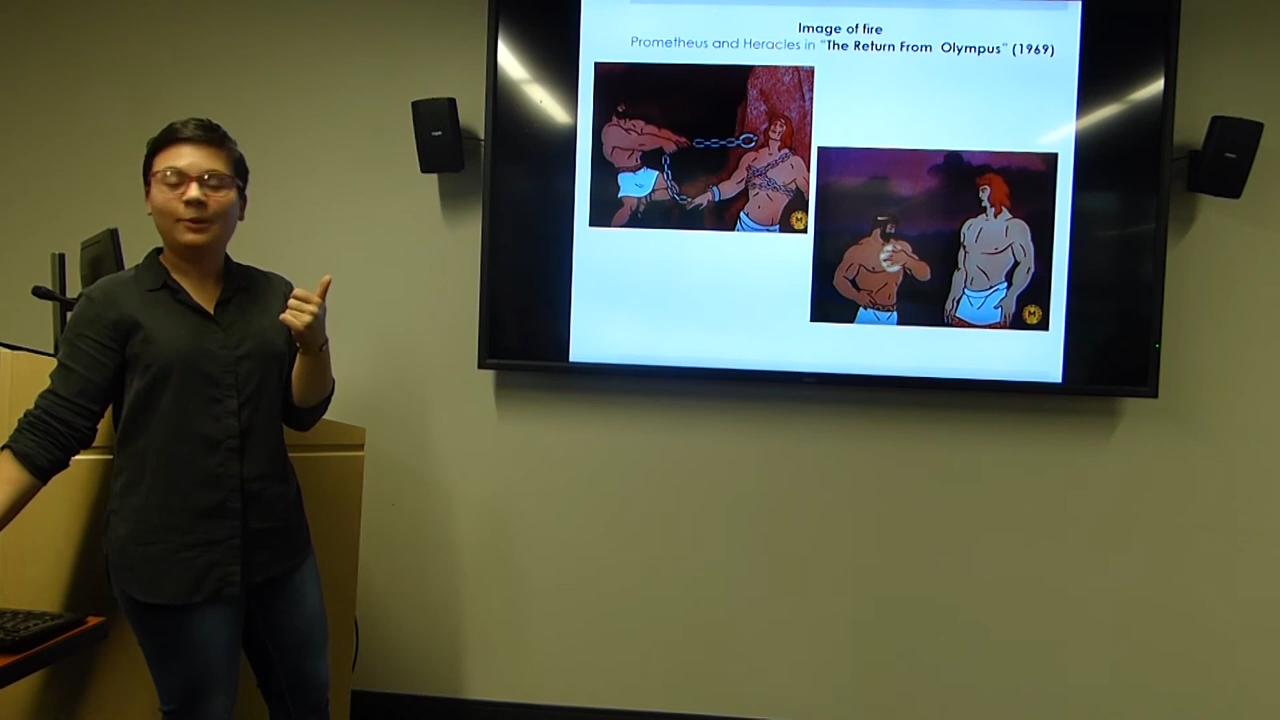 Image of fire
Prometheus and Heracles in "The Return From Olympus" (1969)
M
M